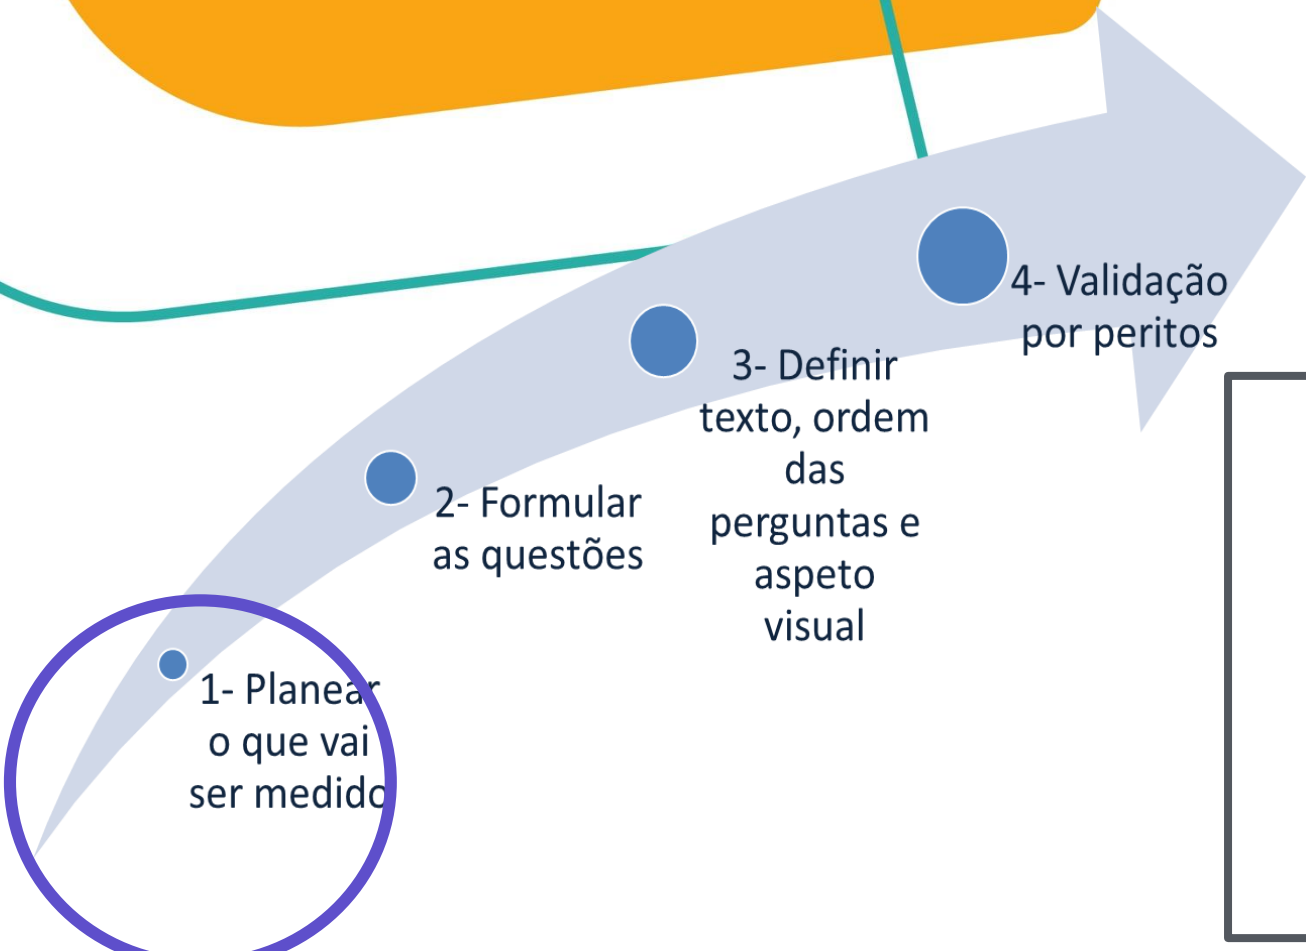 1- Planear
o que vai
ser medido
2- Formular
as questões
3- Definir
texto, ordem
das
perguntas e
aspeto
visual
4- Validação
por peritos